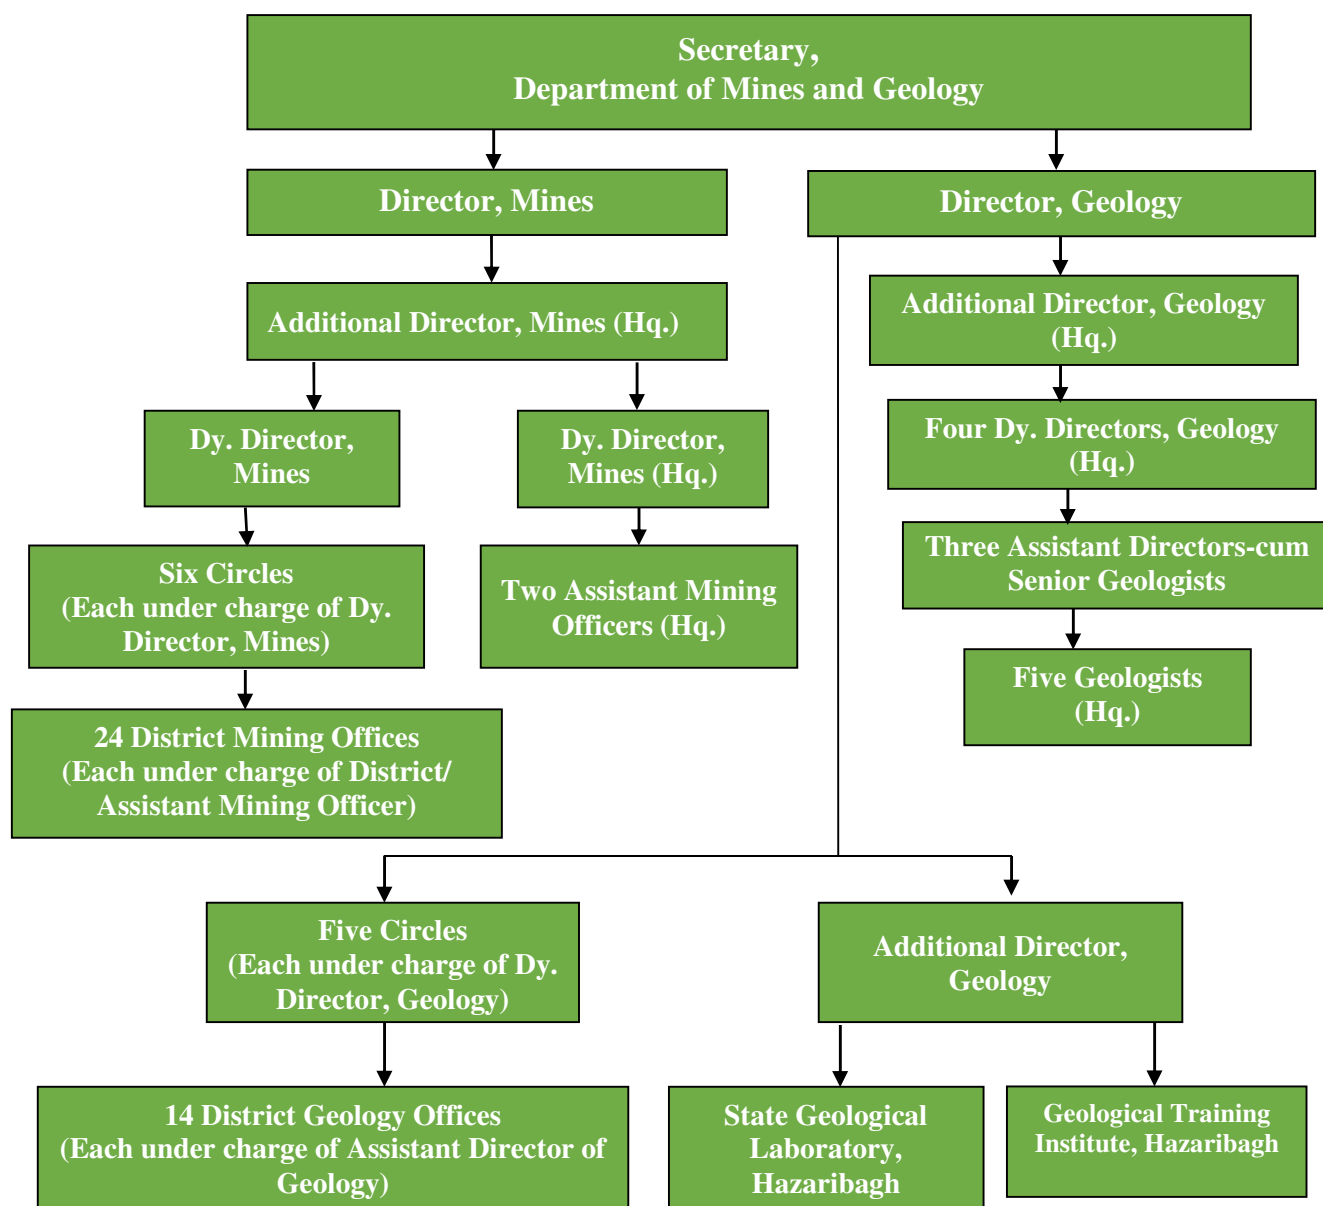 Secretary,
Department of Mines and Geology
Director, Mines
Director, Geology
Additional Director, Mines (Hq.)
Additional Director, Geology
(Hq.)
Dy. Director,
Mines
Dy. Director,
Mines (Hq.)
Four Dy. Directors, Geology
(Hq.)
Six Circles
(Each under charge of Dy.
Director, Mines)
Two Assistant Mining
Officers (Hq.)
Three Assistant Directors-cum
Senior Geologists
Five Geologists
(Hq.)
24 District Mining Offices
(Each under charge of District/
Assistant Mining Officer)
Five Circles
(Each under charge of Dy.
Director, Geology)
Additional Director,
Geology
14 District Geology Offices
(Each under charge of Assistant Director of
Geology)
State Geological
Laboratory,
Hazaribagh
Geological Training
Institute, Hazaribagh